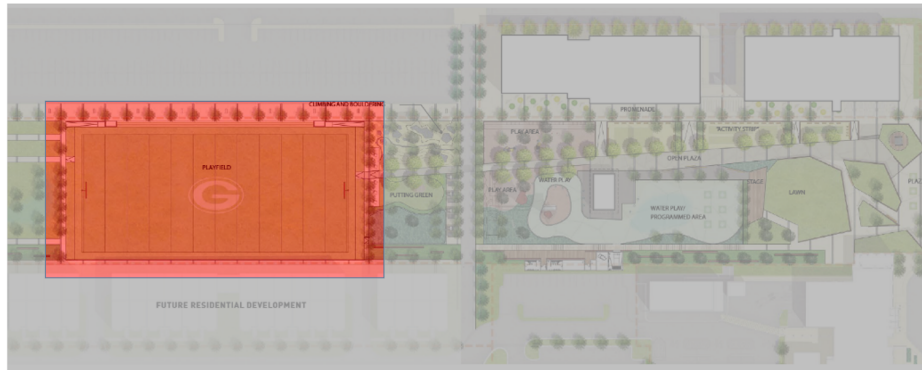 CLIMBING AND BOULDERING
PROMENADE
PLAY AREA
ACTIVITY STRIP
OPEN PLAZA
PLAYFIELD
G
PUTTING GREEN
PLAY AREA
WATER PLAY
STAGE
LAWN
WATER PLAY/
PROGRAMMED AREA
FUTURE RESIDENTIAL DEVELOPMENT